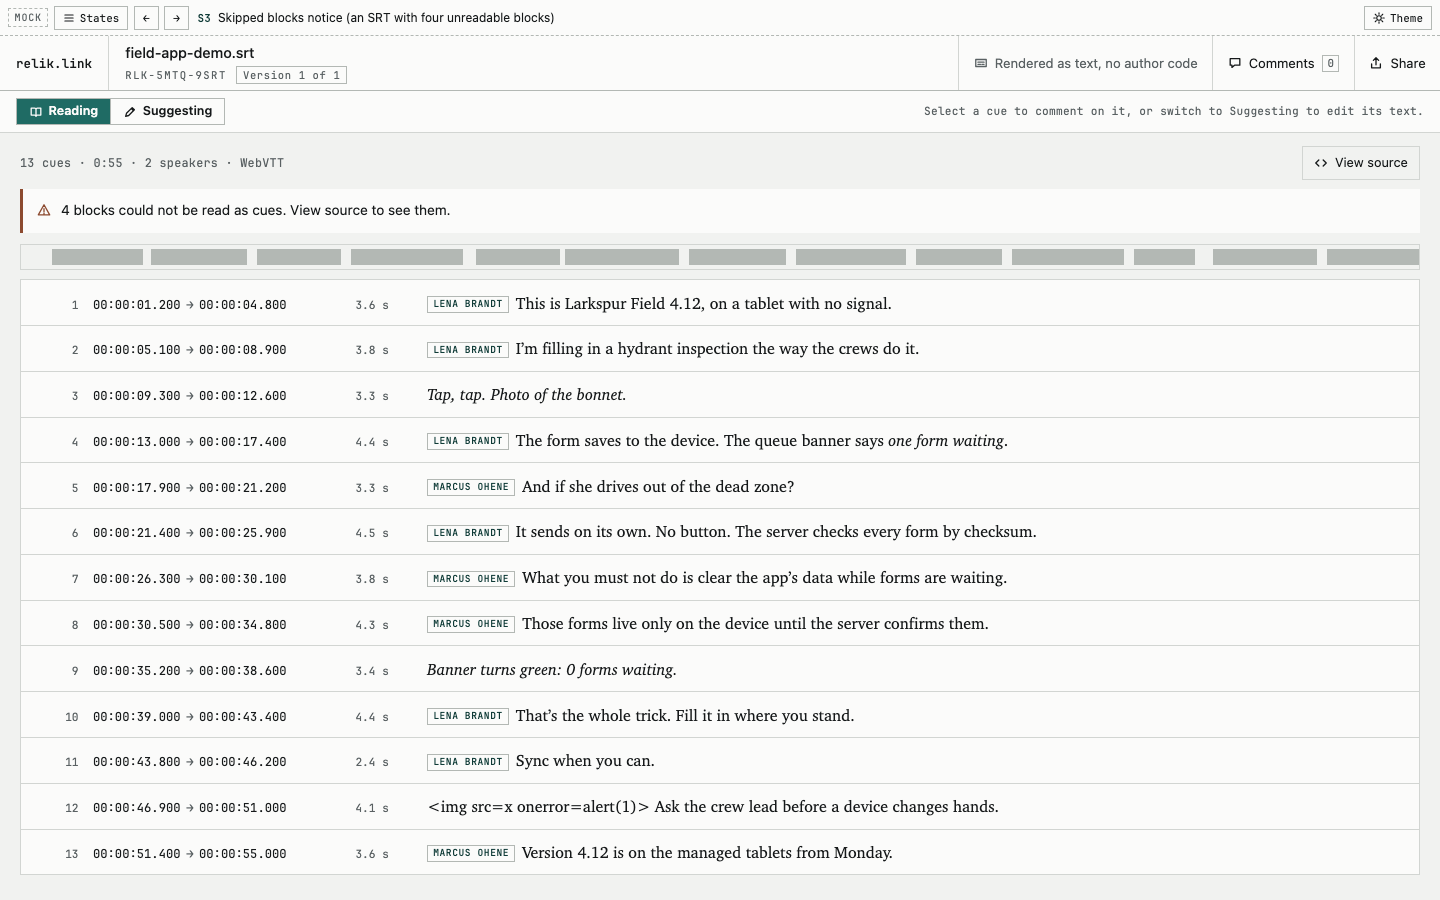 MOCK States ← → S3 Skipped blocks notice (an SRT with four unreadable blocks) Theme
relik.link field-app-demo.srt
RLK-5MTQ-9SRT Version 1 of 1
Rendered as text, no author code Comments 0 Share
Reading Suggesting Select a cue to comment on it, or switch to Suggesting to edit its text.
13 cues · 0:55 · 2 speakers · WebVTT View source
4 blocks could not be read as cues. View source to see them.
1 00:00:01.200 → 00:00:04.800 3.6 s LENA BRANDT This is Larkspur Field 4.12, on a tablet with no signal.
2 00:00:05.100 → 00:00:08.900 3.8 s LENA BRANDT I’m filling in a hydrant inspection the way the crews do it.
3 00:00:09.300 → 00:00:12.600 3.3 s Tap, tap. Photo of the bonnet.
4 00:00:13.000 → 00:00:17.400 4.4 s LENA BRANDT The form saves to the device. The queue banner says one form waiting.
5 00:00:17.900 → 00:00:21.200 3.3 s MARCUS OHENE And if she drives out of the dead zone?
6 00:00:21.400 → 00:00:25.900 4.5 s LENA BRANDT It sends on its own. No button. The server checks every form by checksum.
7 00:00:26.300 → 00:00:30.100 3.8 s MARCUS OHENE What you must not do is clear the app’s data while forms are waiting.
8 00:00:30.500 → 00:00:34.800 4.3 s MARCUS OHENE Those forms live only on the device until the server confirms them.
9 00:00:35.200 → 00:00:38.600 3.4 s Banner turns green: 0 forms waiting.
10 00:00:39.000 → 00:00:43.400 4.4 s LENA BRANDT That’s the whole trick. Fill it in where you stand.
11 00:00:43.800 → 00:00:46.200 2.4 s LENA BRANDT Sync when you can.
12 00:00:46.900 → 00:00:51.000 4.1 s <img src=x onerror=alert(1)> Ask the crew lead before a device changes hands.
13 00:00:51.400 → 00:00:55.000 3.6 s MARCUS OHENE Version 4.12 is on the managed tablets from Monday.